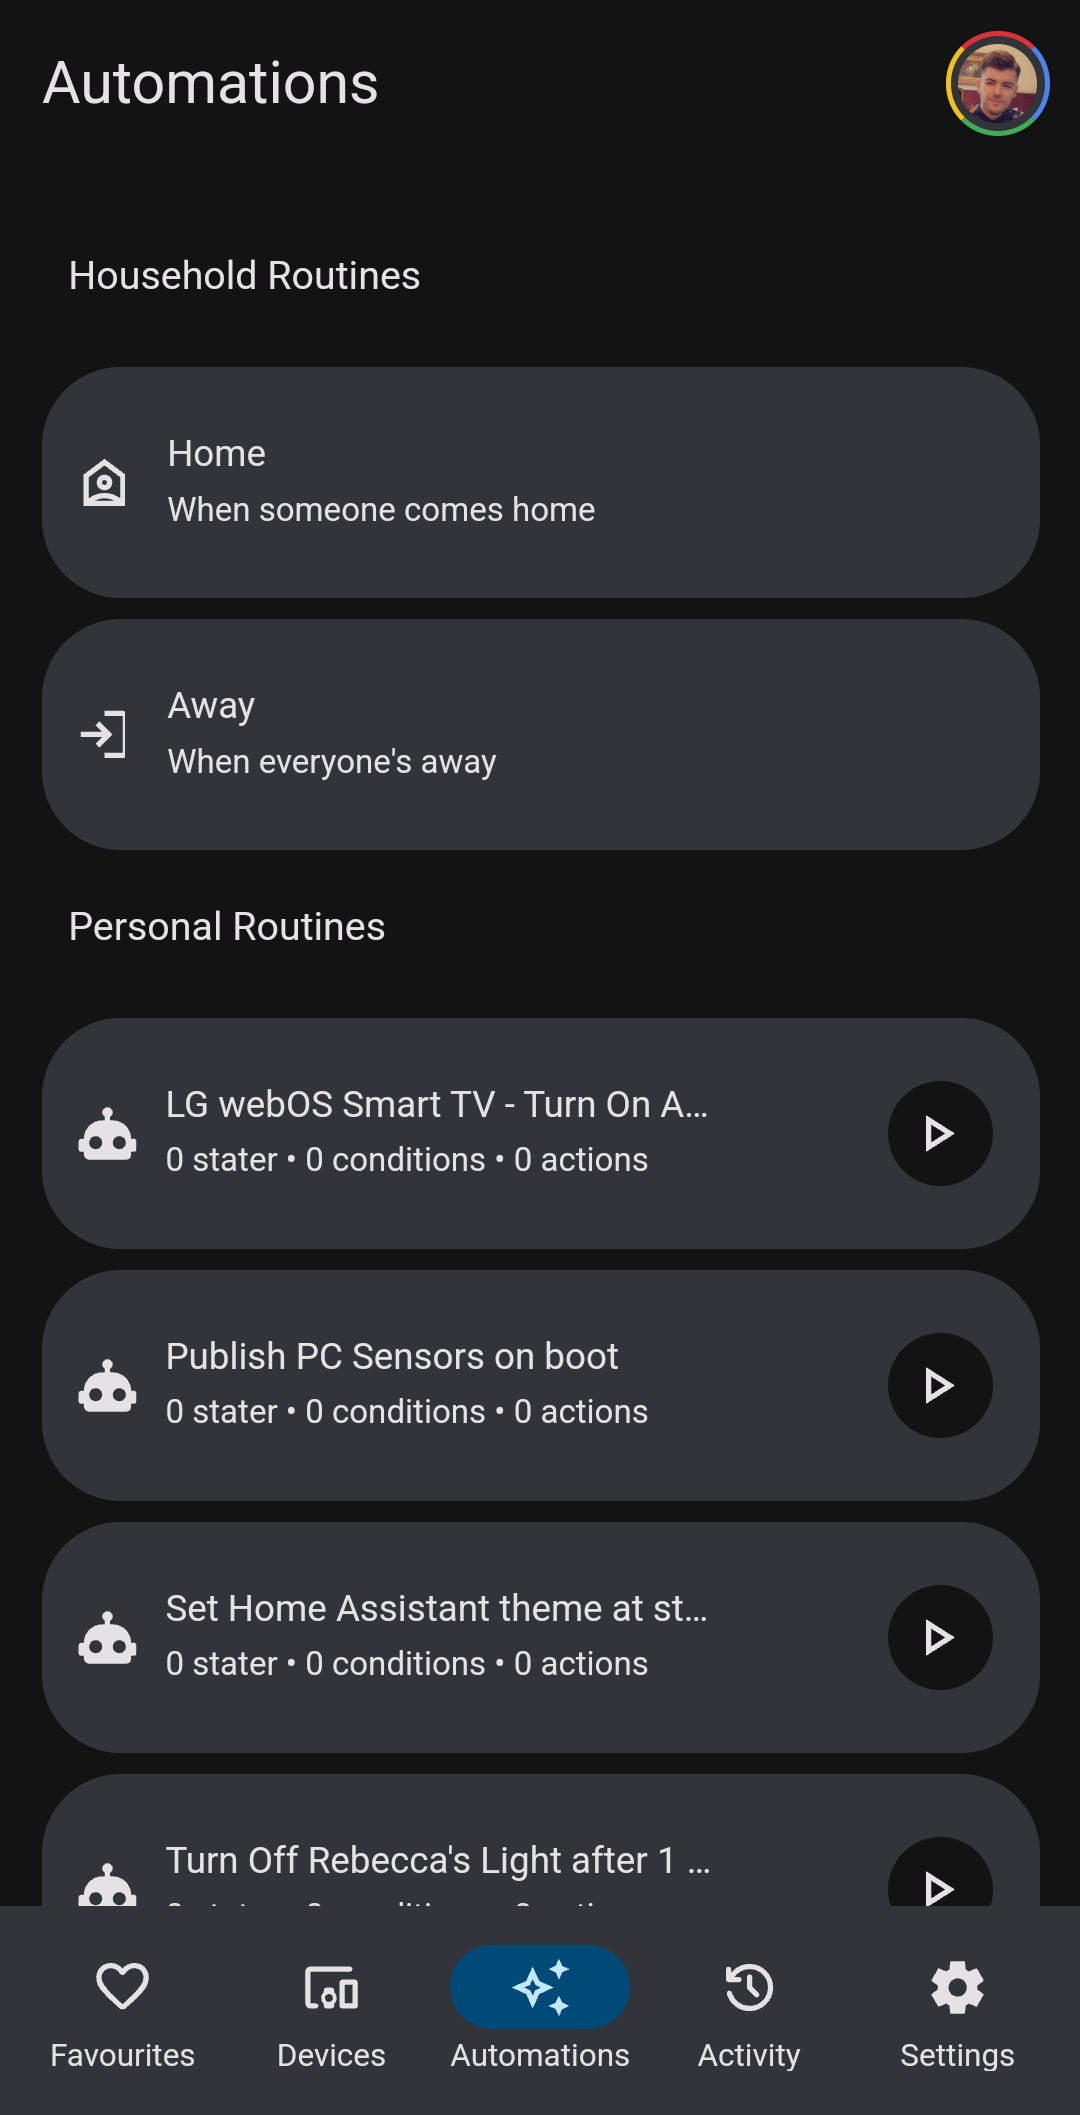 Automations
Household Routines
Home
When someone comes home
Away
When everyone's away
Personal Routines
LG webOS Smart TV - Turn On A...
0 stater • 0 conditions • 0 actions
Publish PC Sensors on boot
0 stater • 0 conditions • 0 actions
Set Home Assistant theme at st...
0 stater • 0 conditions • 0 actions
Turn Off Rebecca's Light after 1 ...
Favourites
Devices
Automations
Activity
Settings